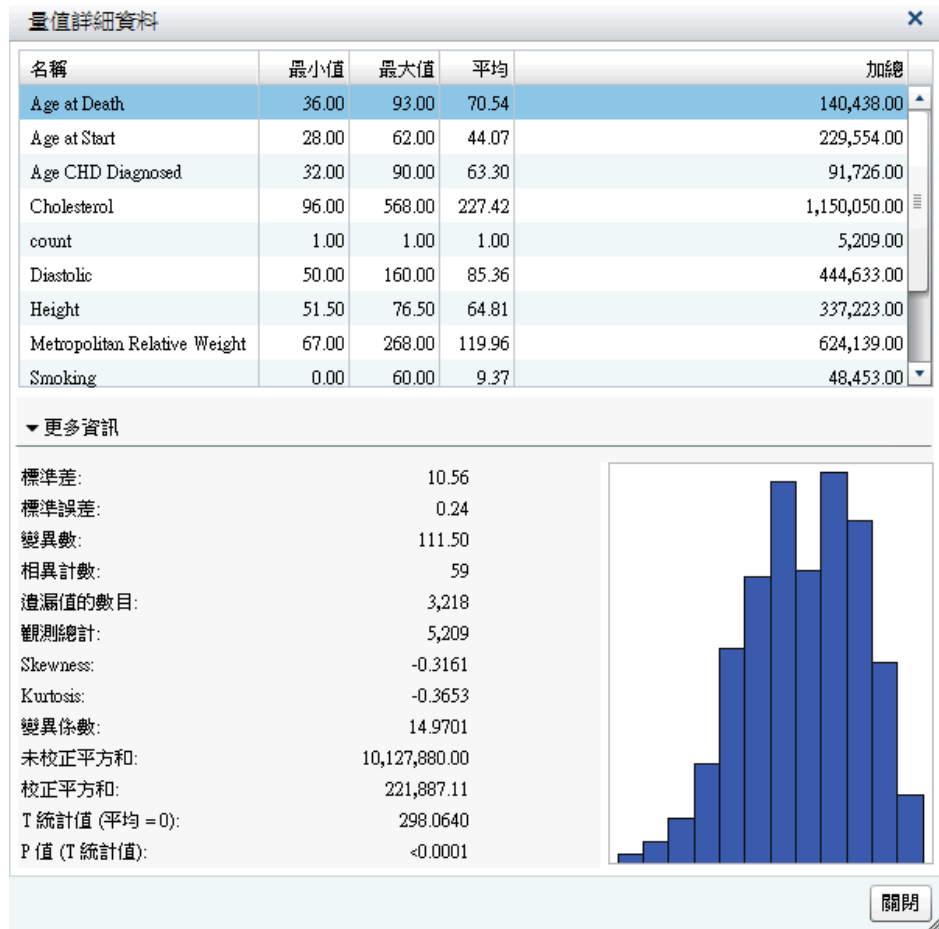 量值詳細資料
名稱 最小值 最大值 平均 加總
Age at Death 36.00 93.00 70.54 140,438.00
Age at Start 28.00 62.00 44.07 229,554.00
Age CHD Diagnosed 32.00 90.00 63.30 91,726.00
Cholesterol 96.00 568.00 227.42 1,150,050.00
count 1.00 1.00 1.00 5,209.00
Diastolic 50.00 160.00 85.36 444,633.00
Height 51.50 76.50 64.81 337,223.00
Metropolitan Relative Weight 67.00 268.00 119.96 624,139.00
Smoking 0.00 60.00 9.37 48,453.00
更多資訊
標準差: 10.56
標準誤差: 0.24
變異數: 111.50
相異計數: 59
遺漏值的數目: 3,218
觀測總計: 5,209
Skewness: -0.3161
Kurtosis: -0.3653
變異係數: 14.9701
未校正平方和: 10,127,880.00
校正平方和: 221,887.11
T 統計值 (平均 = 0): 298.0640
P 值 (T 統計值): <0.0001
關閉